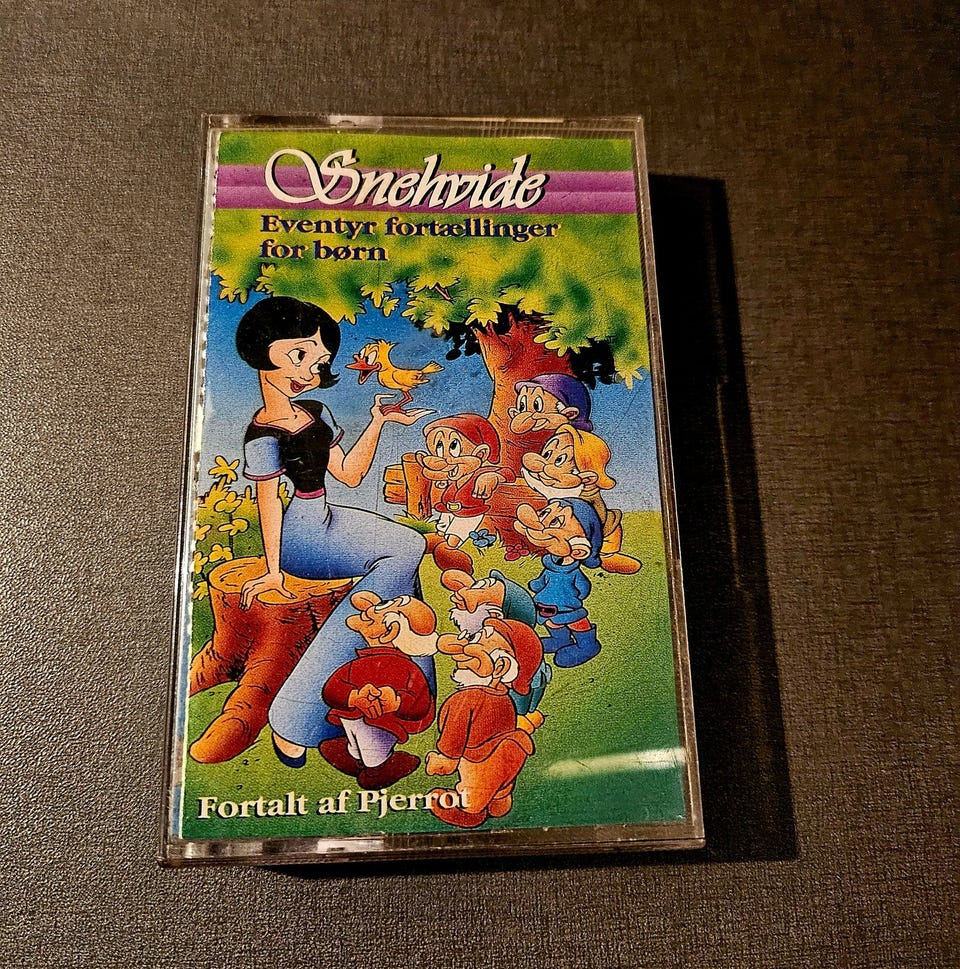 Snehvide
Eventyr fortællinger
for børn
Fortalt af Pjerrot